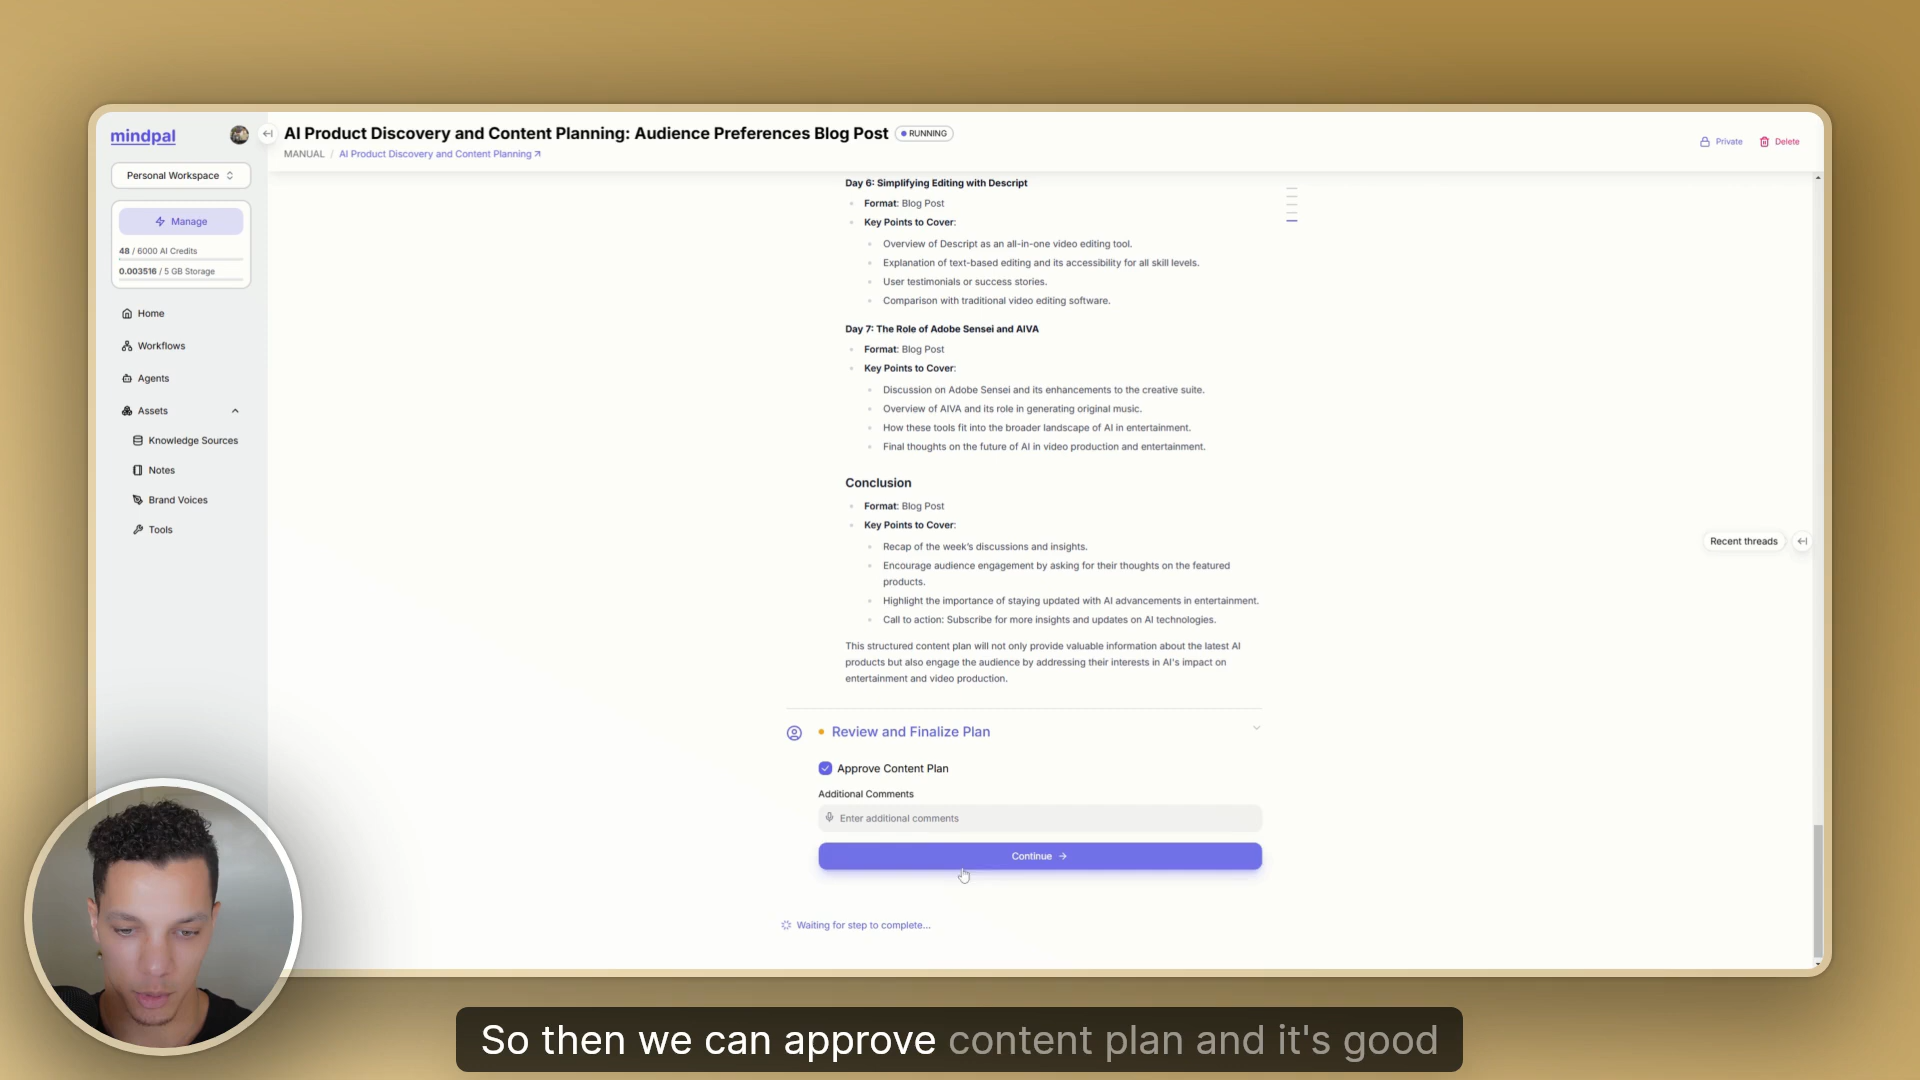 mindpal
Personal Workspace
Manage
48 / 6000 AI Credits
0.003516 / 5 GB Storage
Home
Workflows
Agents
Assets
Knowledge Sources
Notes
Brand Voices
Tools
AI Product Discovery and Content Planning: Audience Preferences Blog Post
RUNNING
MANUAL / AI Product Discovery and Content Planning
Private
Delete
Day 6: Simplifying Editing with Descript
Format: Blog Post
Key Points to Cover:
Overview of Descript as an all-in-one video editing tool.
Explanation of text-based editing and its accessibility for all skill levels.
User testimonials or success stories.
Comparison with traditional video editing software.
Day 7: The Role of Adobe Sensei and AIVA
Format: Blog Post
Key Points to Cover:
Discussion on Adobe Sensei and its enhancements to the creative suite.
Overview of AIVA and its role in generating original music.
How these tools fit into the broader landscape of AI in entertainment.
Final thoughts on the future of AI in video production and entertainment.
Conclusion
Format: Blog Post
Key Points to Cover:
Recap of the week's discussions and insights.
Encourage audience engagement by asking for their thoughts on the featured
products.
Highlight the importance of staying updated with AI advancements in entertainment.
Call to action: Subscribe for more insights and updates on AI technologies.
This structured content plan will not only provide valuable information about the latest AI
products but also engage the audience by addressing their interests in AI's impact on
entertainment and video production.
Review and Finalize Plan
Approve Content Plan
Additional Comments
Enter additional comments
Continue
Waiting for step to complete...
Recent threads
So then we can approve content plan and it's good